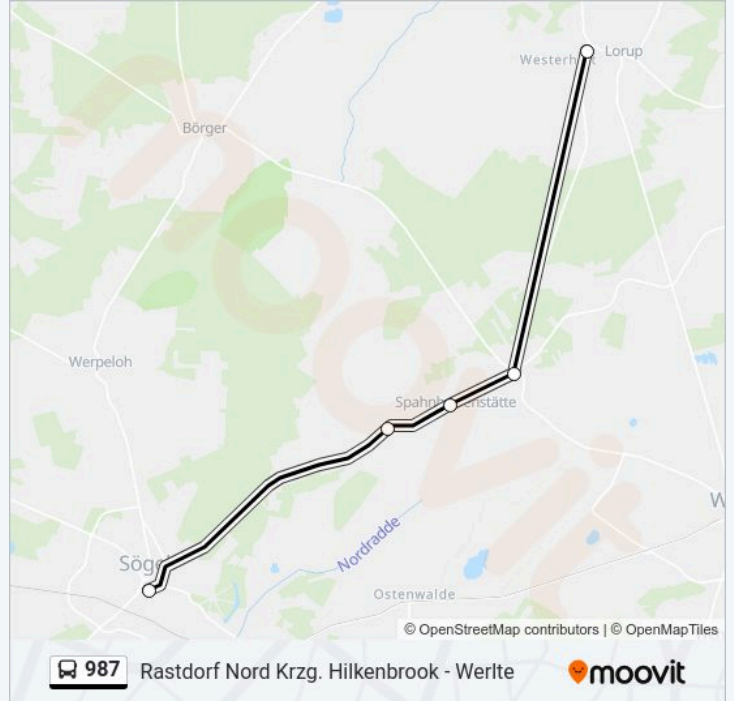 Lorup
Börger
Werpeloh
Nordradde
Ostenwalde
W
© OpenStreetMap contributors | © OpenMapTiles
987 Rastdorf Nord Krzg. Hilkenbrook - Werlte
moovit